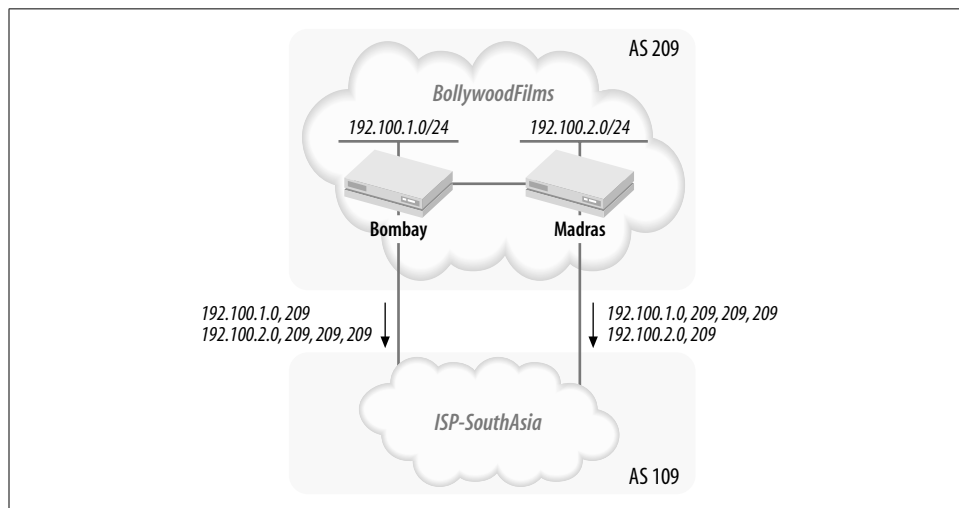 AS 209
BollywoodFilms
192.100.1.0/24
192.100.2.0/24
Bombay
Madras
192.100.1.0, 209
192.100.2.0, 209, 209, 209
192.100.1.0, 209, 209, 209
192.100.2.0, 209
ISP-SouthAsia
AS 109